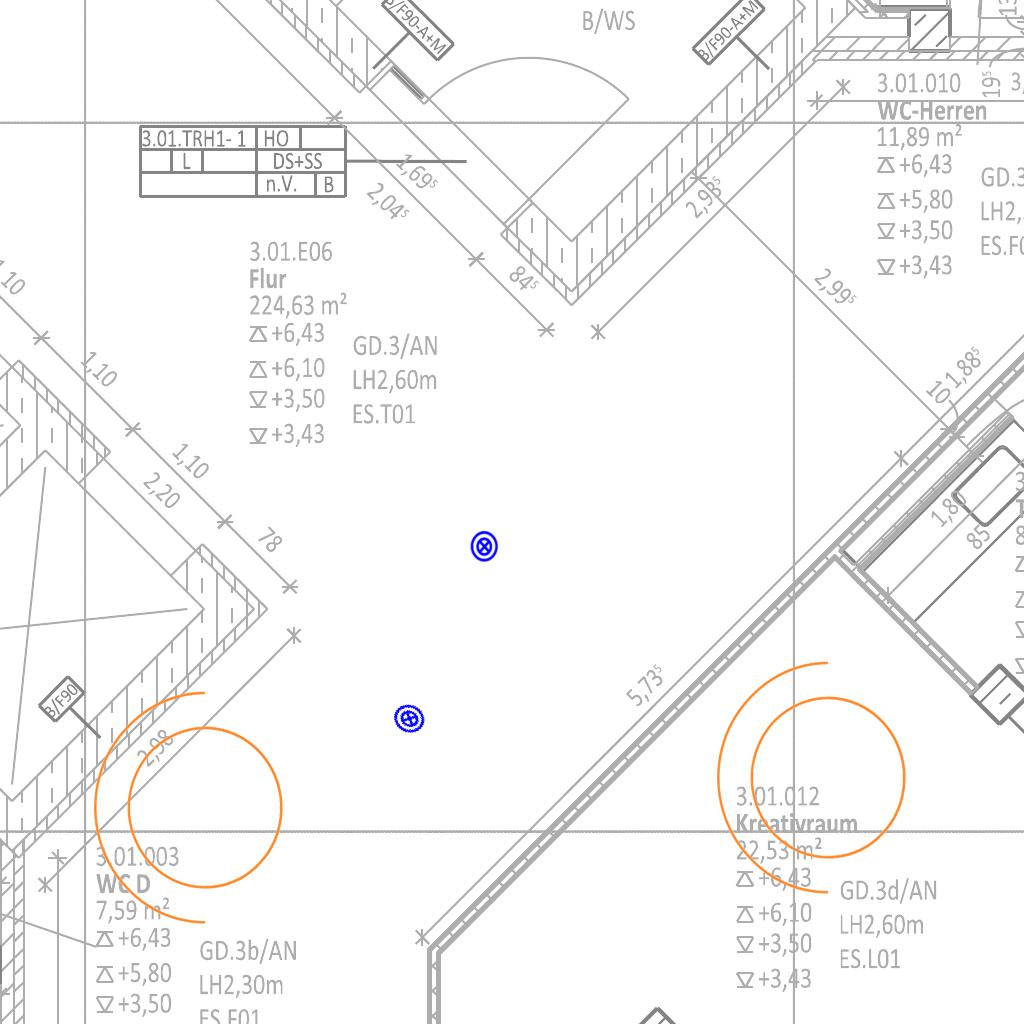 B/F90-A+M
B/WS
B/F90-A+M
3.01.010
WC-Herren
11,89 m²
+6,43
+5,80
+3,50
+3,43
GD.3
19⁵
3.01.TRH1- 1 HO
L DS+SS
n.V. B
1,69⁵
2,04⁵
84⁵
2,98⁵
2,99⁵
10
1,88⁵
3.01.E06
Flur
224,63 m²
+6,43
+6,10
+3,50
+3,43
GD.3/AN
LH2,60m
ES.T01
1,10
1,10
1,10
2,20
78
85
5,73⁵
B/F90
2,98
3.01.003
WC D
7,59 m²
+6,43
+5,80
+3,50
GD.3b/AN
LH2,30m
ES.F01
3.01.012
Kreativraum
22,53 m²
+6,43
+6,10
+3,50
+3,43
GD.3d/AN
LH2,60m
ES.L01